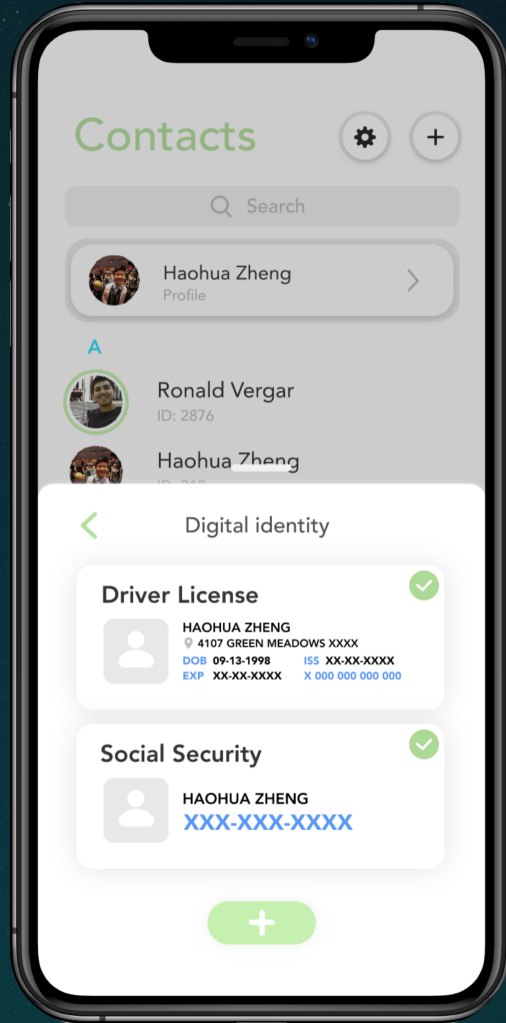 Contacts
Search
Haohua Zheng
Profile
A
Ronald Vergar
ID: 2876
Haohua Zheng
Digital identity
Driver License
HAOHUA ZHENG
4107 GREEN MEADOWS XXXX
DOB 09-13-1998 ISS XX-XX-XXXX
EXP XX-XX-XXXX X 000 000 000 000
Social Security
HAOHUA ZHENG
XXX-XXX-XXXX